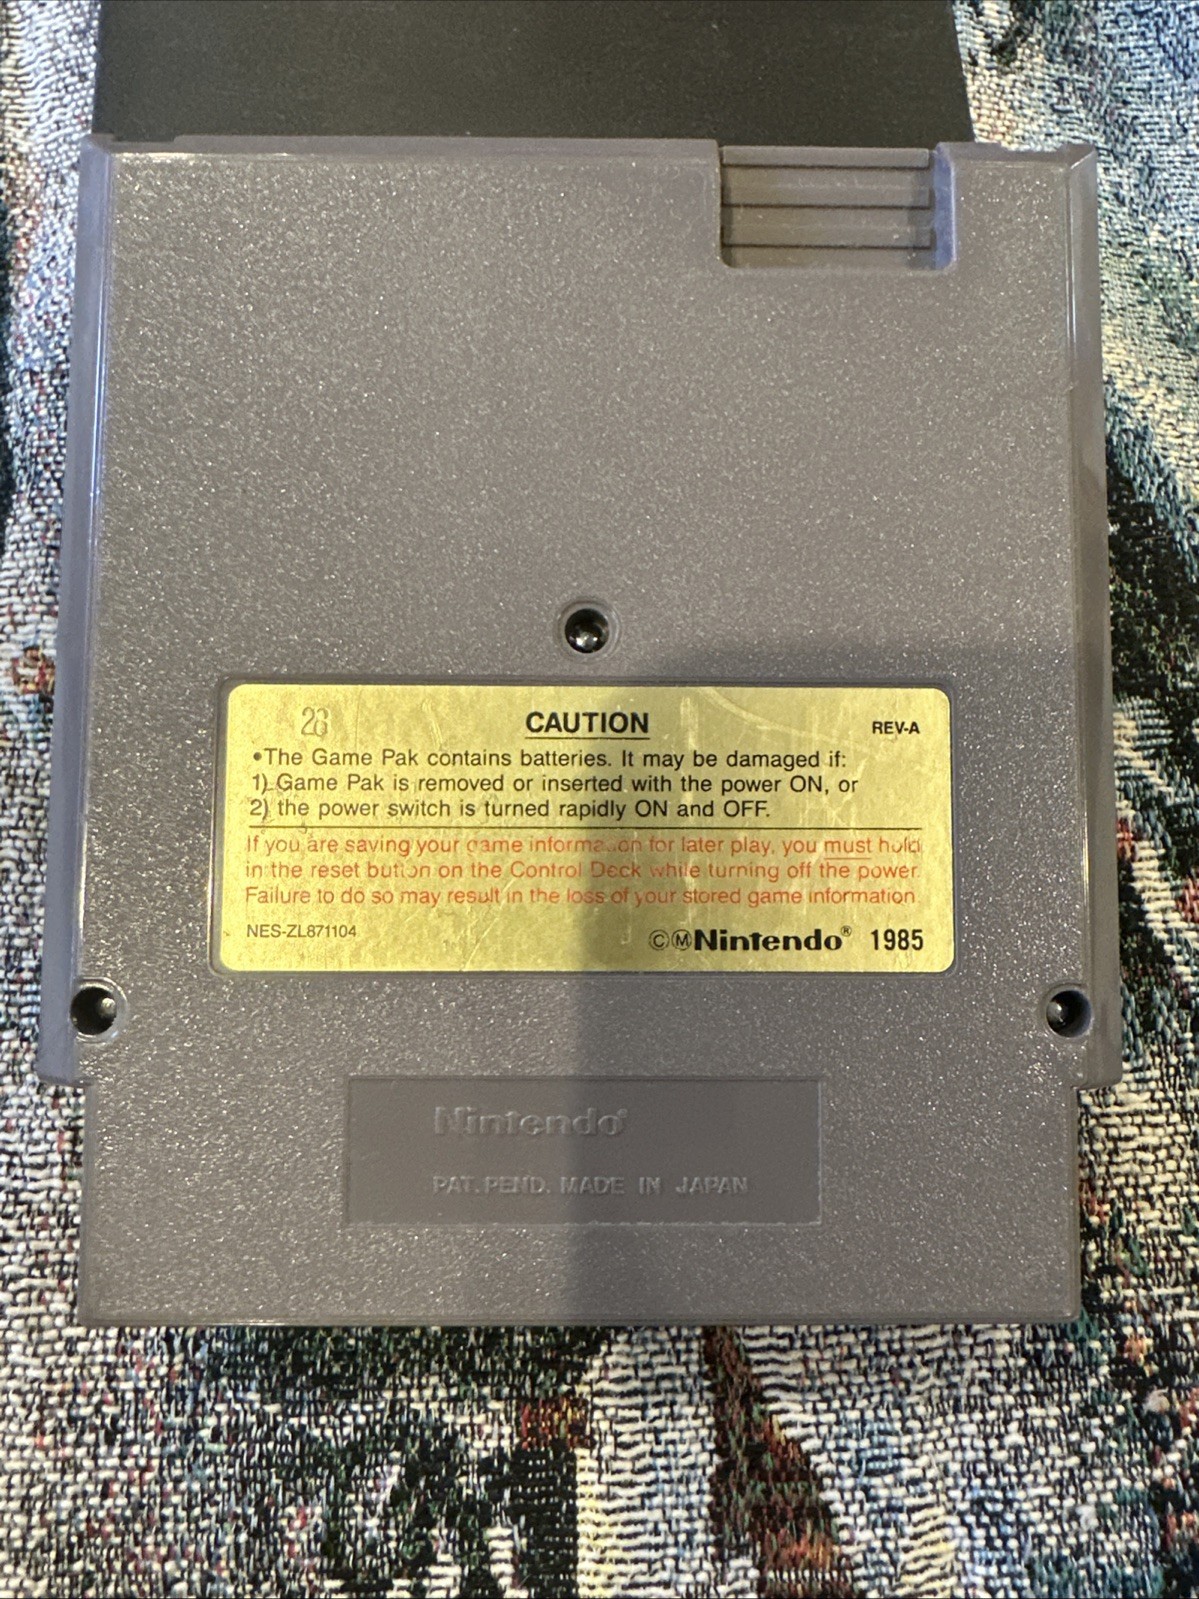 28
CAUTION
REV-A
•The Game Pak contains batteries. It may be damaged if:
1) Game Pak is removed or inserted with the power ON, or
2) the power switch is turned rapidly ON and OFF.
If you are saving your game information for later play, you must hold
in the reset button on the Control Deck while turning off the power.
Failure to do so may result in the loss of your stored game information.
NES-ZL871104
©ⓂNintendo® 1985
Nintendo®
PAT. PEND. MADE IN JAPAN